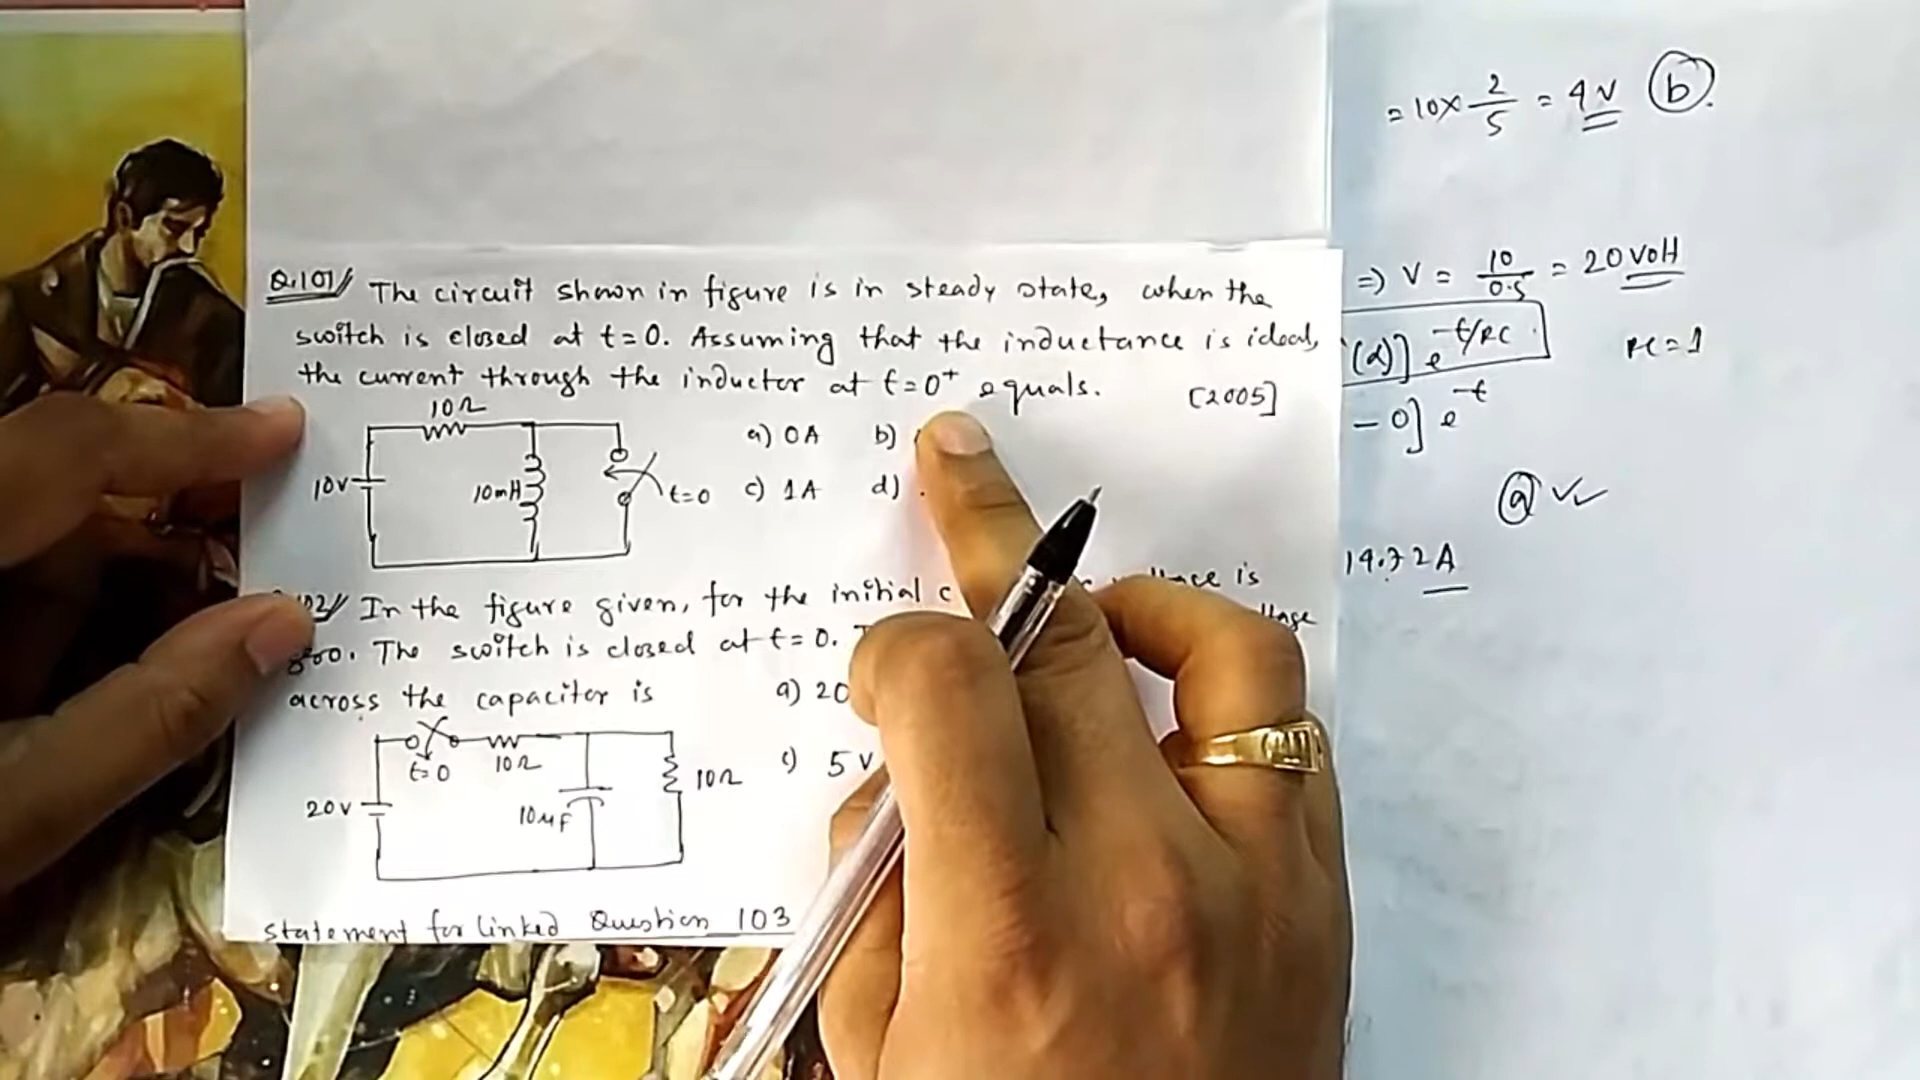 Q.101// The circuit shown in figure is in steady state, when the
switch is closed at t=0. Assuming that the inductance is ideal,
the current through the inductor at t=0⁺ equals. [2005]
10Ω
10V
10mH
t=0
a) 0A b)
c) 1A d) .
102// In the figure given, for the initial c is
zero. The switch is closed at t=0.
across the capacitor is a) 20
c) 5V
t=0
10Ω
20V
10μF
10Ω
Statement for linked Question 103
= 10× 2/5 = 4V (b).
=) V = 10/0.5 = 20 volt
(α)] e^-t/RC
RC=1
- 0] e^-t
(a) ✓✓
19.72A